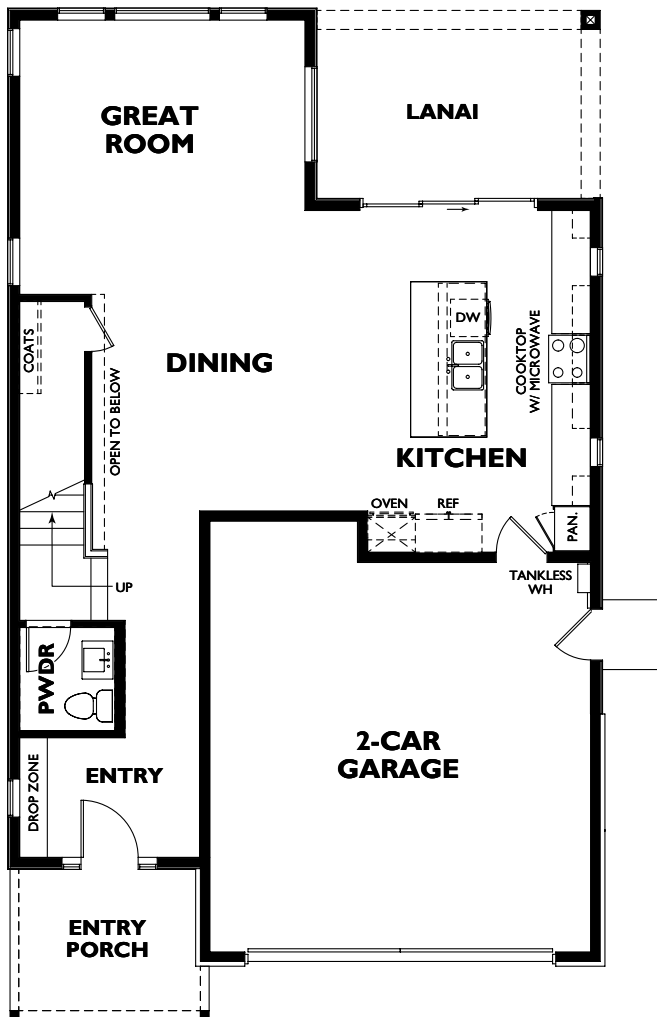 GREAT
ROOM
LANAI
COATS
OPEN TO BELOW
DINING
DW
COOKTOP
W/ MICROWAVE
KITCHEN
OVEN
REF
PAN.
TANKLESS
WH
UP
PWDR
2-CAR
GARAGE
DROP ZONE
ENTRY
ENTRY
PORCH